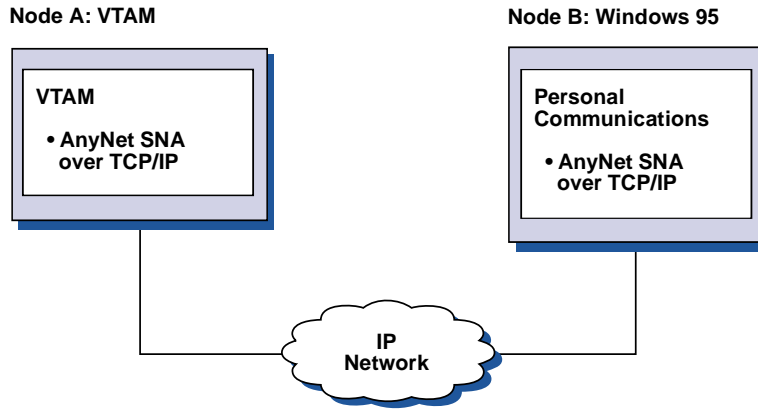 Node A: VTAM
VTAM
• AnyNet SNA
over TCP/IP
Node B: Windows 95
Personal
Communications
• AnyNet SNA
over TCP/IP
IP
Network